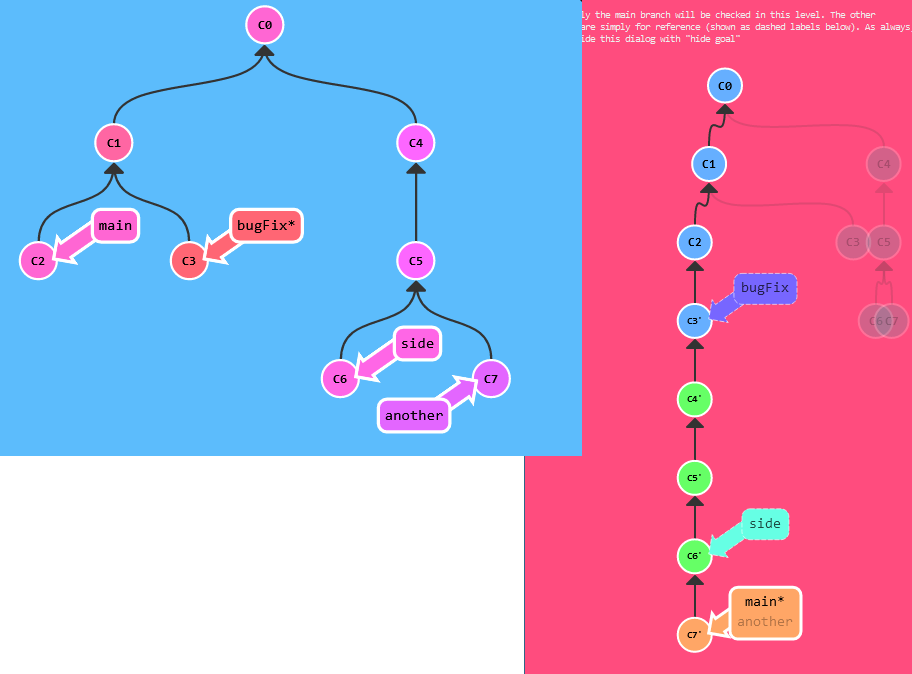 C0
C1
C4
main
bugFix*
C2
C3
C5
side
C6
C7
another
ly the main branch will be checked in this level. The other
are simply for reference (shown as dashed labels below). As always,
ide this dialog with "hide goal"
C0
C1
C4
C2
C3
C5
bugFix
C3'
C6
C7
C4'
C5'
side
C6'
main*
another
C7'